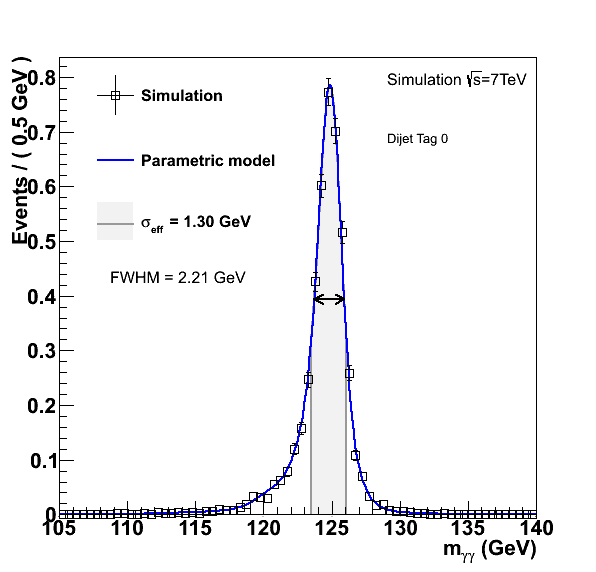 Events / ( 0.5 GeV )
0.8
0.7
0.6
0.5
0.4
0.3
0.2
0.1
0
Simulation
Parametric model
σeff = 1.30 GeV
FWHM = 2.21 GeV
Simulation √s=7TeV
Dijet Tag 0
105 110 115 120 125 130 135 140
mγγ (GeV)